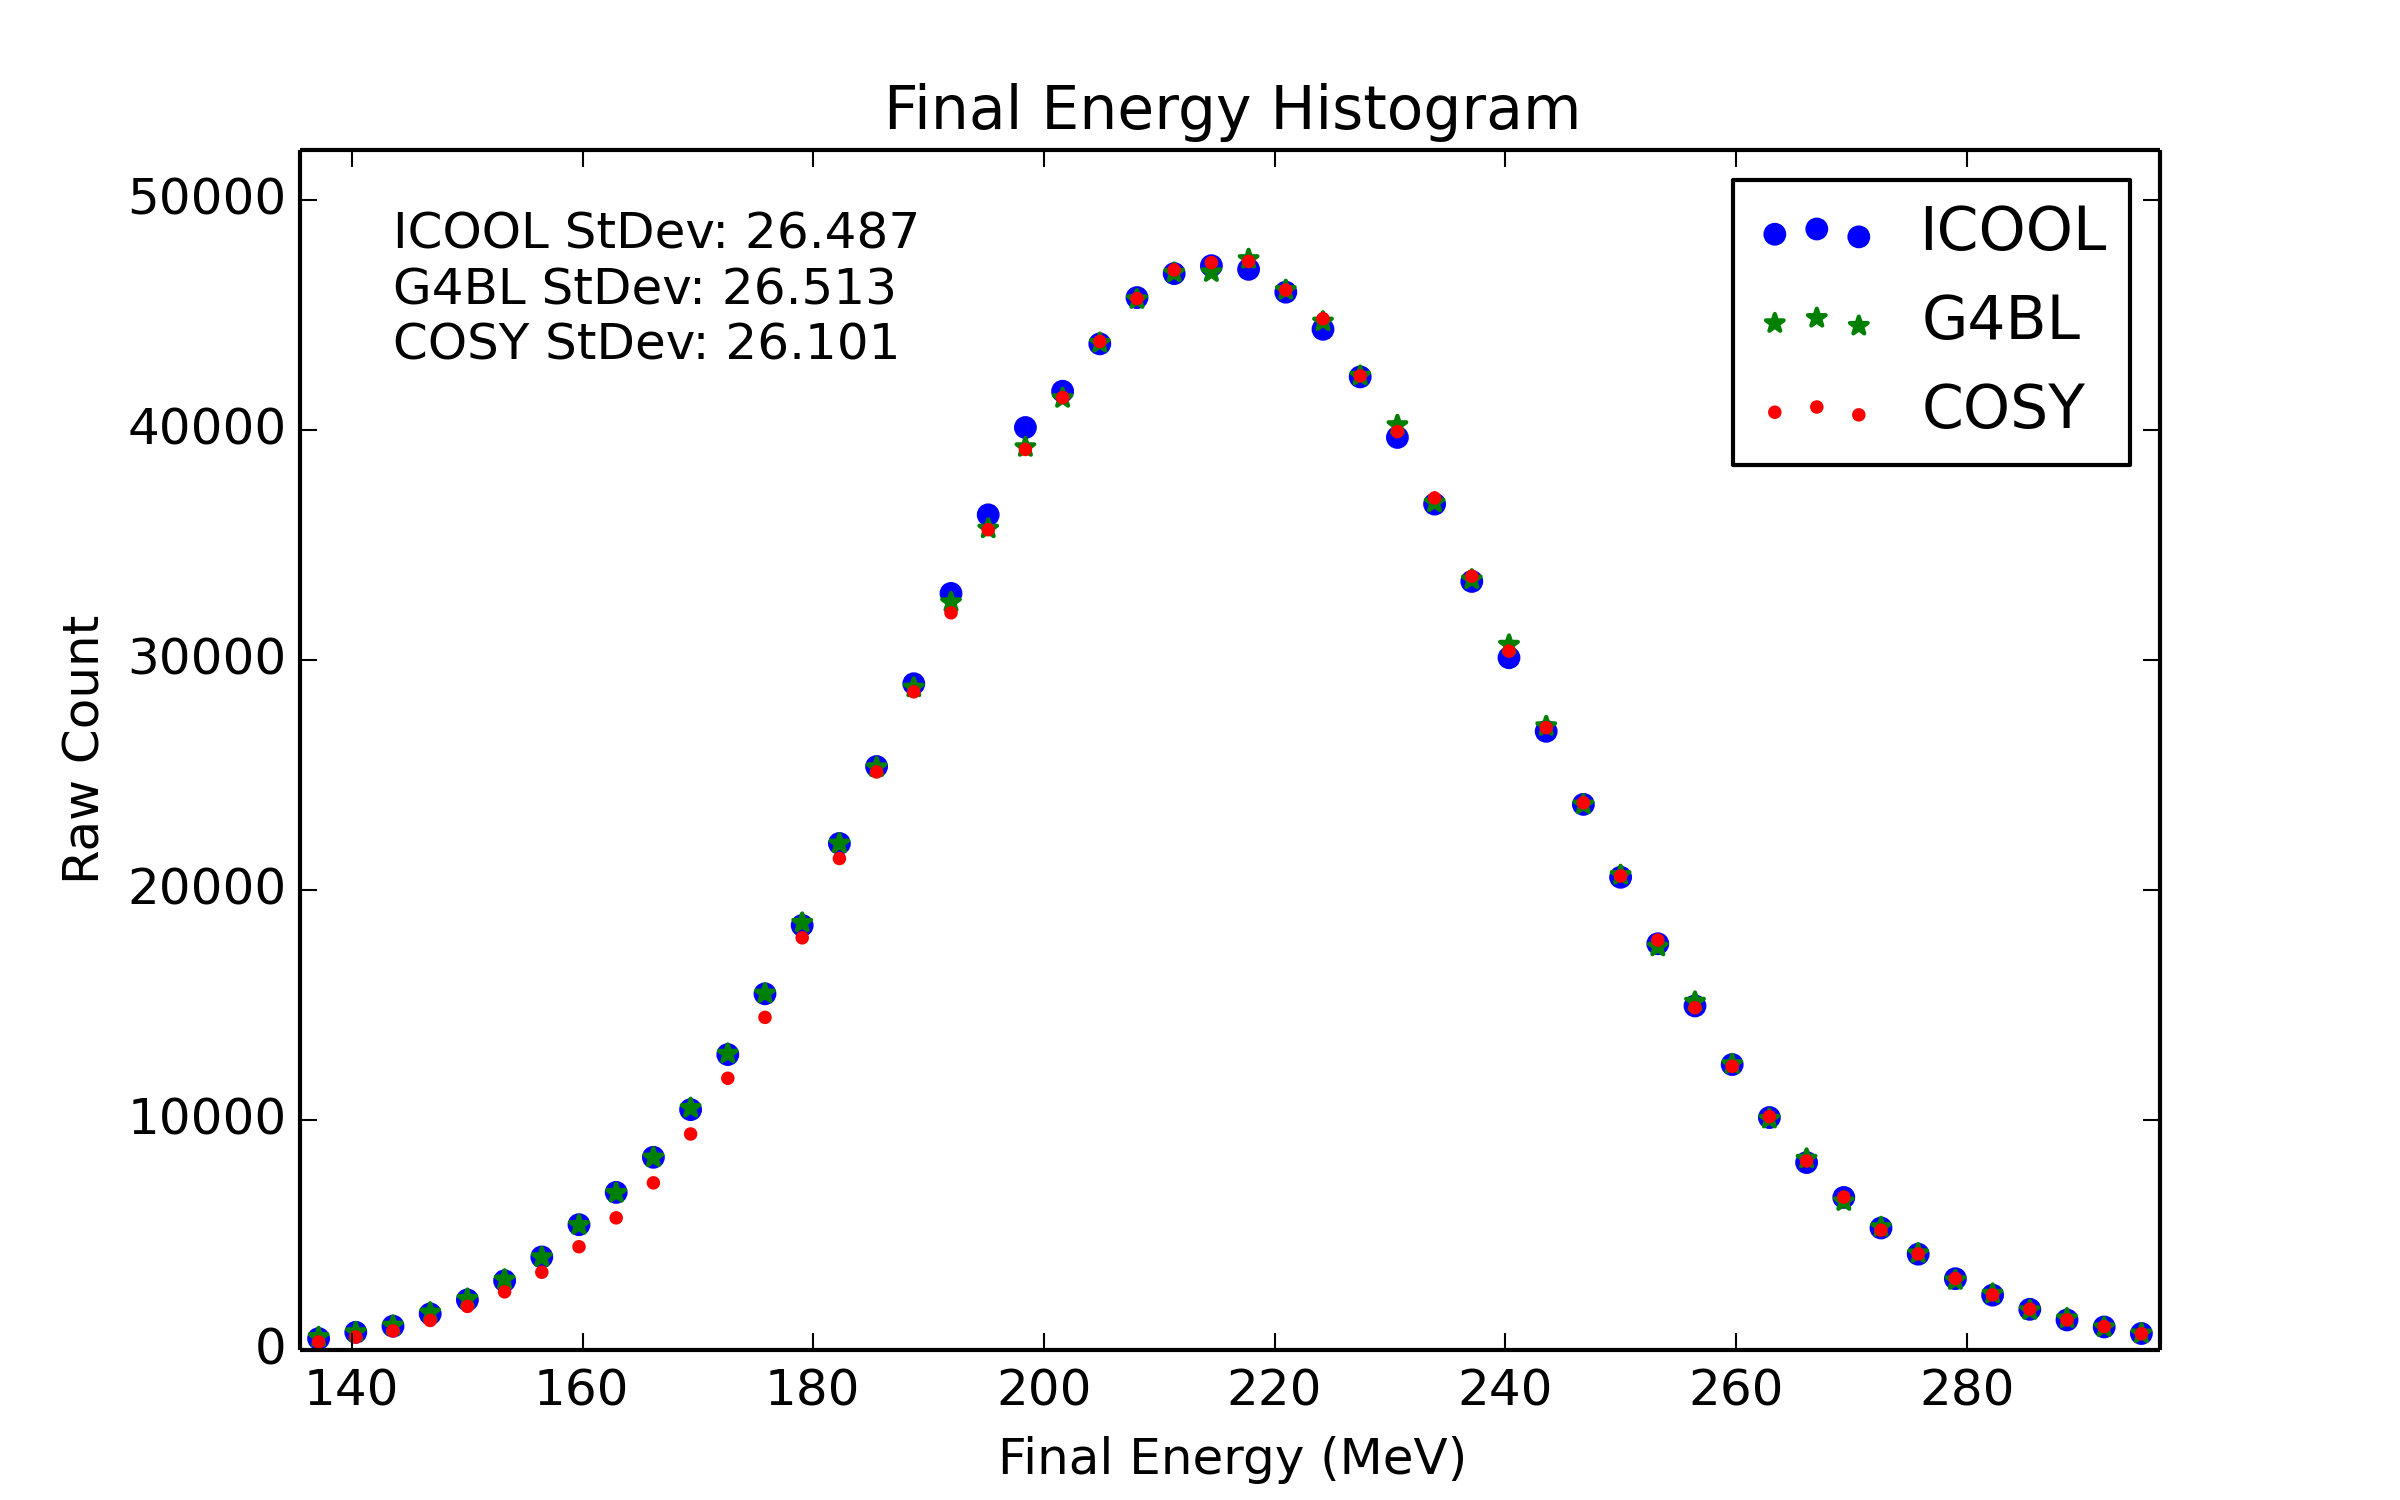 Final Energy Histogram
50000
40000
30000
20000
10000
0
Raw Count
ICOOL StDev: 26.487
G4BL StDev: 26.513
COSY StDev: 26.101
ICOOL
G4BL
COSY
140 160 180 200 220 240 260 280
Final Energy (MeV)